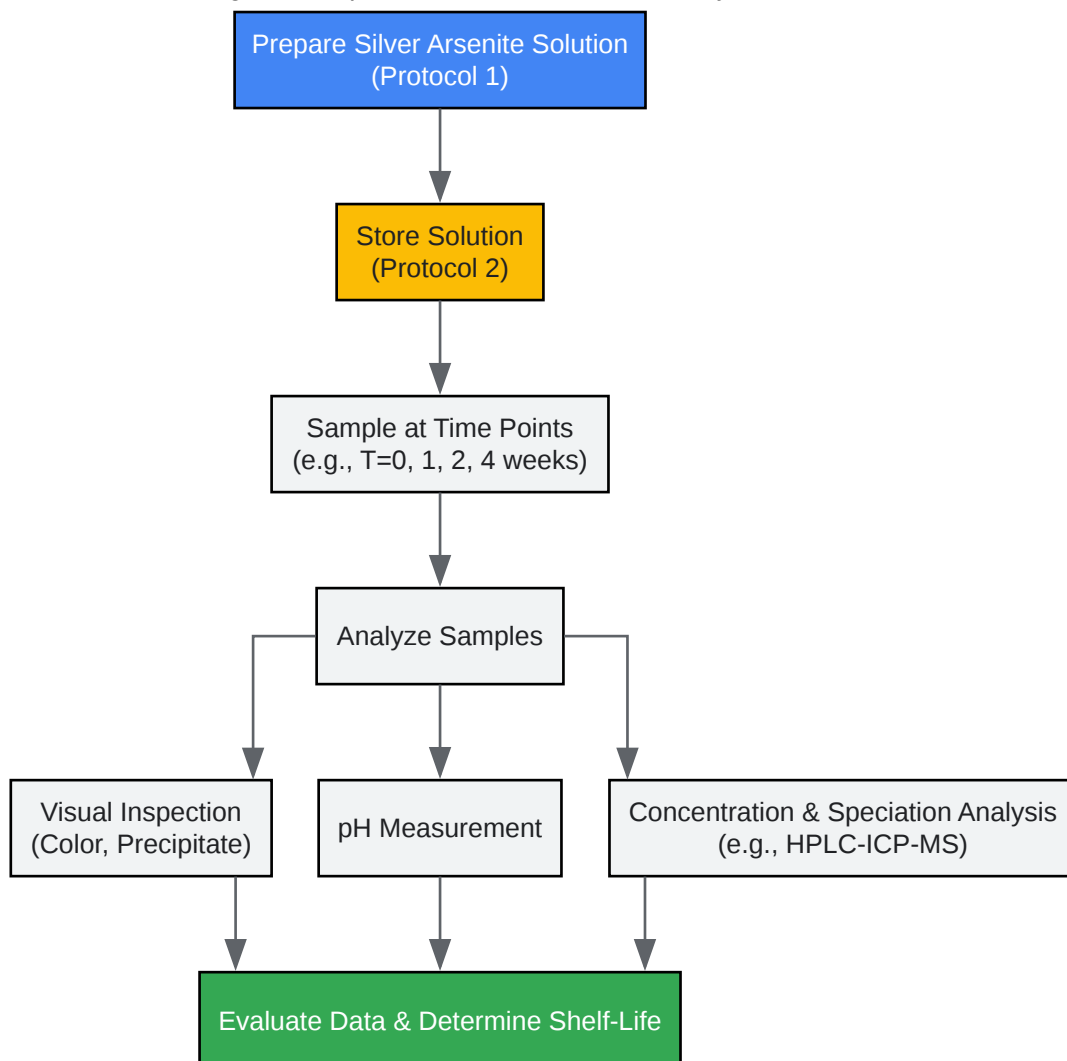 Prepare Silver Arsenite Solution
(Protocol 1)
Store Solution
(Protocol 2)
Sample at Time Points
(e.g., T=0, 1, 2, 4 weeks)
Analyze Samples
Visual Inspection
(Color, Precipitate)
pH Measurement
Concentration & Speciation Analysis
(e.g., HPLC-ICP-MS)
Evaluate Data & Determine Shelf-Life